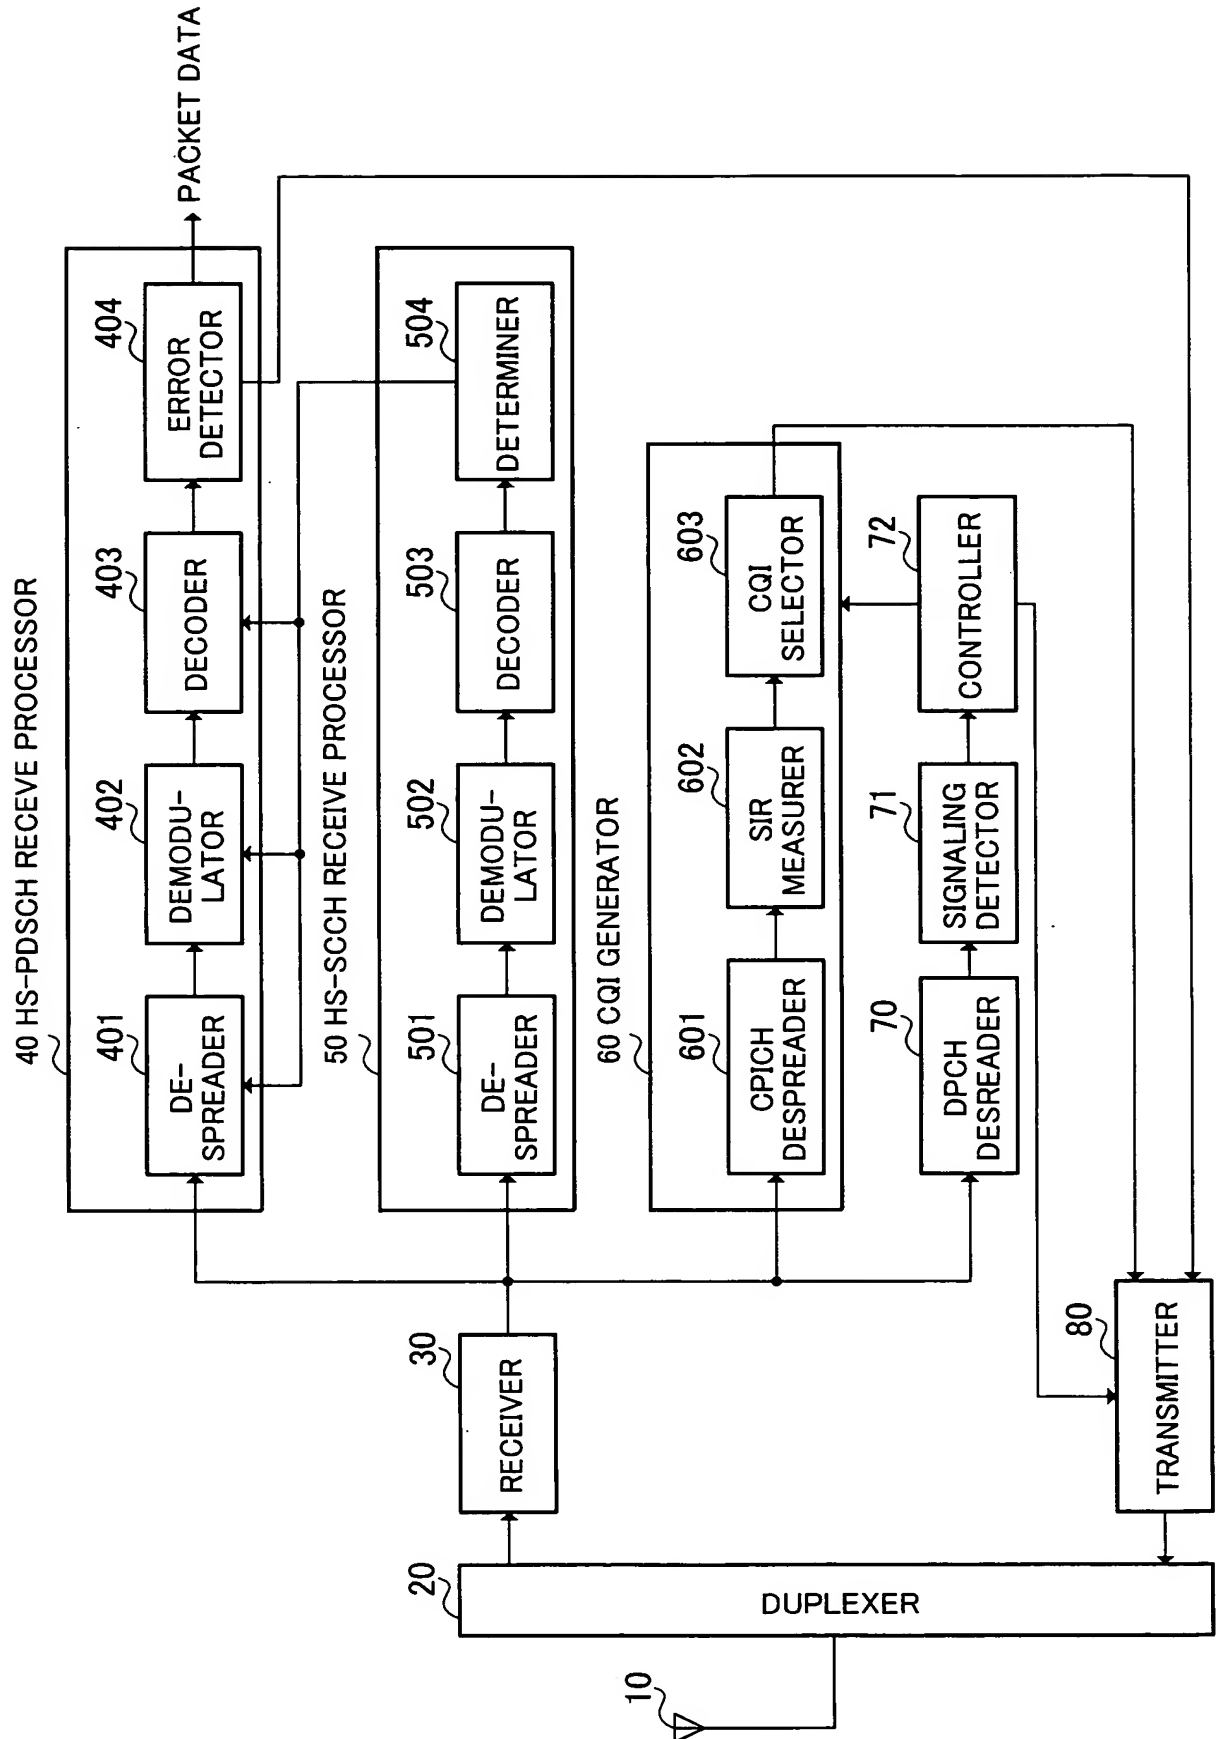 40 HS-PDSCH RECEVE PROCESSOR
401
DE-
SPREADER
402
DEMODU-
LATOR
403
DECODER
404
ERROR
DETECTOR
PACKET DATA
50 HS-SCCH RECEIVE PROCESSOR
501
DE-
SPREADER
502
DEMODU-
LATOR
503
DECODER
504
DETERMINER
60 CQI GENERATOR
601
CPICH
DESPREADER
602
SIR
MEASURER
603
CQI
SELECTOR
70
DPCH
DESREADER
71
SIGNALING
DETECTOR
72
CONTROLLER
30
RECEIVER
80
TRANSMITTER
20
DUPLEXER
10